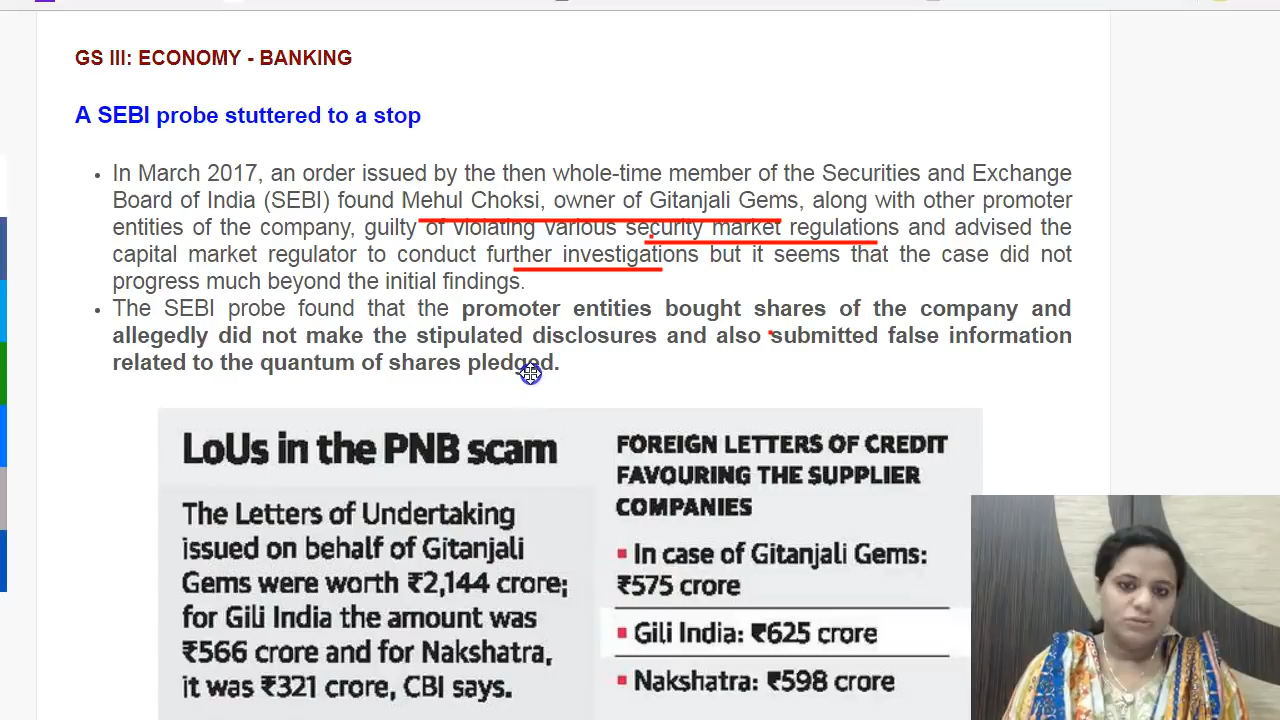 GS III: ECONOMY - BANKING
A SEBI probe stuttered to a stop
• In March 2017, an order issued by the then whole-time member of the Securities and Exchange
Board of India (SEBI) found Mehul Choksi, owner of Gitanjali Gems, along with other promoter
entities of the company, guilty of violating various security market regulations and advised the
capital market regulator to conduct further investigations but it seems that the case did not
progress much beyond the initial findings.
• The SEBI probe found that the promoter entities bought shares of the company and
allegedly did not make the stipulated disclosures and also submitted false information
related to the quantum of shares pledged.
LoUs in the PNB scam
The Letters of Undertaking
issued on behalf of Gitanjali
Gems were worth ₹2,144 crore;
for Gili India the amount was
₹566 crore and for Nakshatra,
it was ₹321 crore, CBI says.
FOREIGN LETTERS OF CREDIT
FAVOURING THE SUPPLIER
COMPANIES
▪ In case of Gitanjali Gems:
₹575 crore
▪ Gili India: ₹625 crore
▪ Nakshatra: ₹598 crore